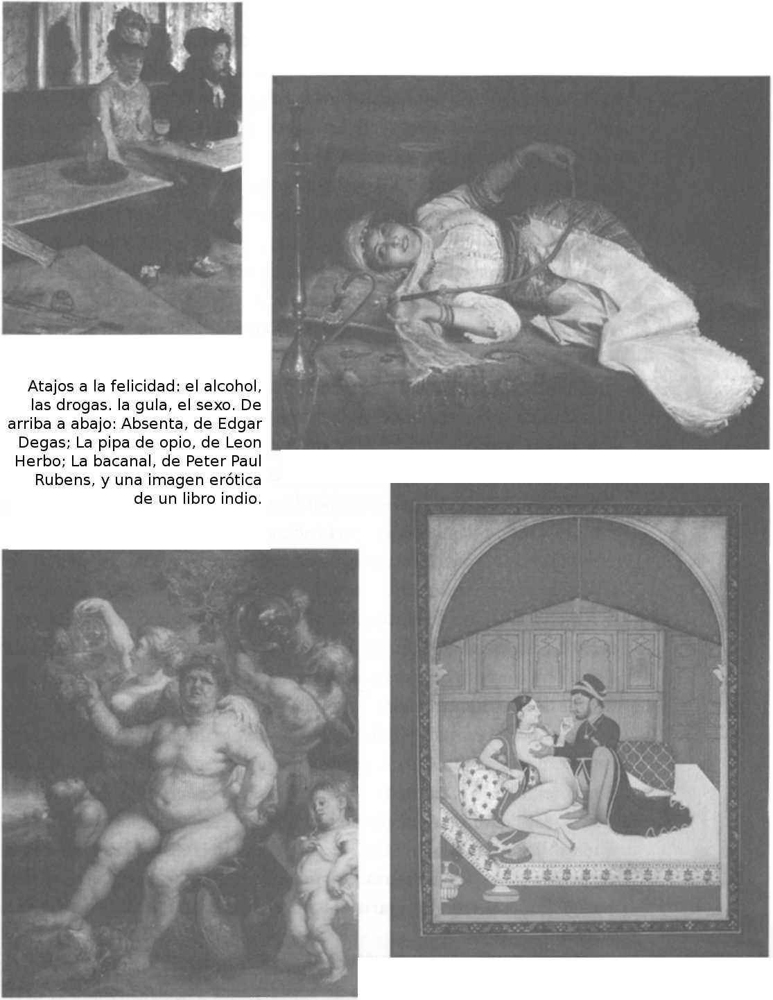 Atajos a la felicidad: el alcohol,
las drogas. la gula, el sexo. De
arriba a abajo: Absenta, de Edgar
Degas; La pipa de opio, de Leon
Herbo; La bacanal, de Peter Paul
Rubens, y una imagen erótica
de un libro indio.